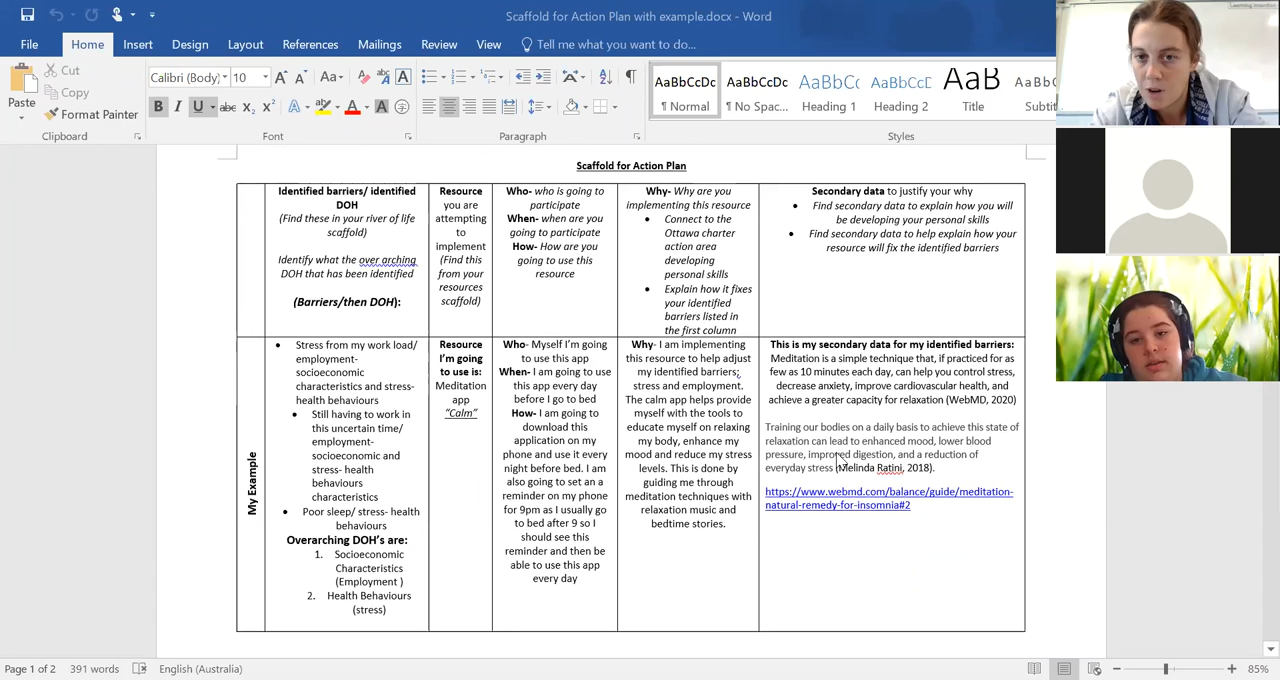 Scaffold for Action Plan with example.docx - Word
File Home Insert Design Layout References Mailings Review View Tell me what you want to do...
Cut
Calibri (Body) 10
AaBbCcDc AaBbCcDc AaBbC( AaBbCcE AaB AaBbC
Copy
Paste
Format Painter
¶ Normal ¶ No Spac... Heading 1 Heading 2 Title Subtit
Clipboard Font Paragraph Styles
Scaffold for Action Plan
Identified barriers/ identified
DOH
(Find these in your river of life
scaffold)
Identify what the over arching
DOH that has been identified
(Barriers/then DOH):
Resource
you are
attempting
to
implement
(Find this
from your
resources
scaffold)
Who- who is going to
participate
When- when are you
going to participate
How- How are you
going to use this
resource
Why- Why are you
implementing this resource
• Connect to the
Ottawa charter
action area
developing
personal skills
• Explain how it fixes
your identified
barriers listed in
the first column
Secondary data to justify your why
• Find secondary data to explain how you will
be developing your personal skills
• Find secondary data to help explain how your
resource will fix the identified barriers
My Example
• Stress from my work load/
employment-
socioeconomic
characteristics and stress-
health behaviours
• Still having to work in
this uncertain time/
employment-
socioeconomic and
stress- health
behaviours
characteristics
• Poor sleep/ stress- health
behaviours
Overarching DOH's are:
1. Socioeconomic
Characteristics
(Employment )
2. Health Behaviours
(stress)
Resource
I'm going
to use is:
Meditation
app
"Calm"
Who- Myself I'm going
to use this app
When- I am going to use
this app every day
before I go to bed
How- I am going to
download this
application on my
phone and use it every
night before bed. I am
also going to set an a
reminder on my phone
for 9pm as I usually go
to bed after 9 so I
should see this
reminder and then be
able to use this app
every day
Why- I am implementing
this resource to help adjust
my identified barriers;
stress and employment.
The calm app helps provide
myself with the tools to
educate myself on relaxing
my body, enhance my
mood and reduce my stress
levels. This is done by
guiding me through
meditation techniques with
relaxation music and
bedtime stories.
This is my secondary data for my identified barriers:
Meditation is a simple technique that, if practiced for as
few as 10 minutes each day, can help you control stress,
decrease anxiety, improve cardiovascular health, and
achieve a greater capacity for relaxation (WebMD, 2020)
Training our bodies on a daily basis to achieve this state of
relaxation can lead to enhanced mood, lower blood
pressure, improved digestion, and a reduction of
everyday stress (Melinda Ratini, 2018).
https://www.webmd.com/balance/guide/meditation-
natural-remedy-for-insomnia#2
Page 1 of 2 391 words English (Australia) 85%